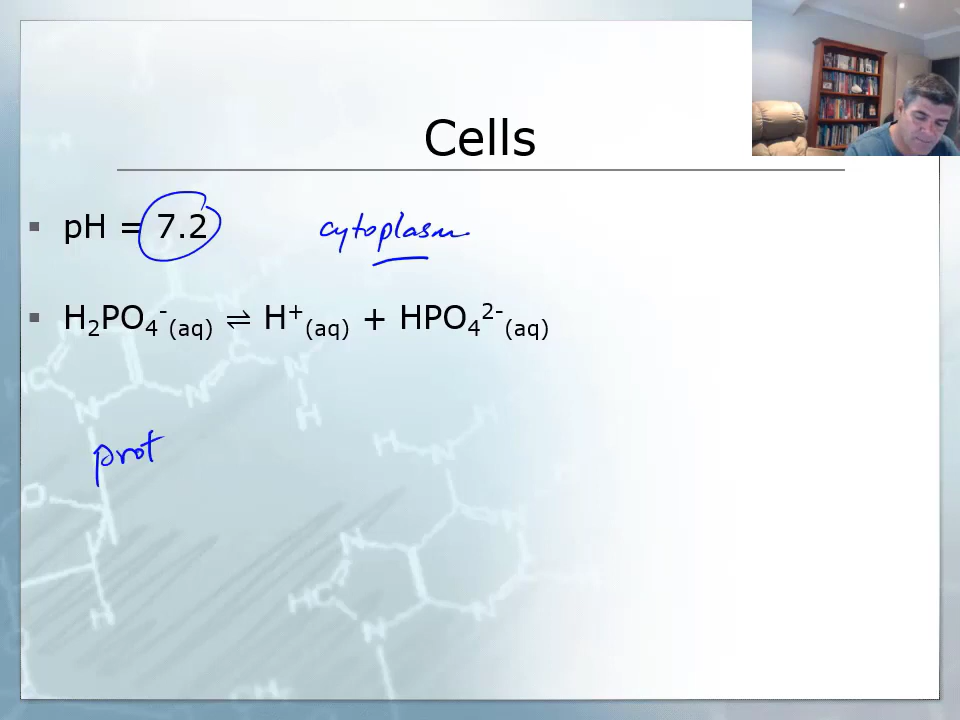 Cells
▪ pH = 7.2 cytoplasm
▪ H₂PO₄⁻(aq) ⇌ H⁺(aq) + HPO₄²⁻(aq)
prot